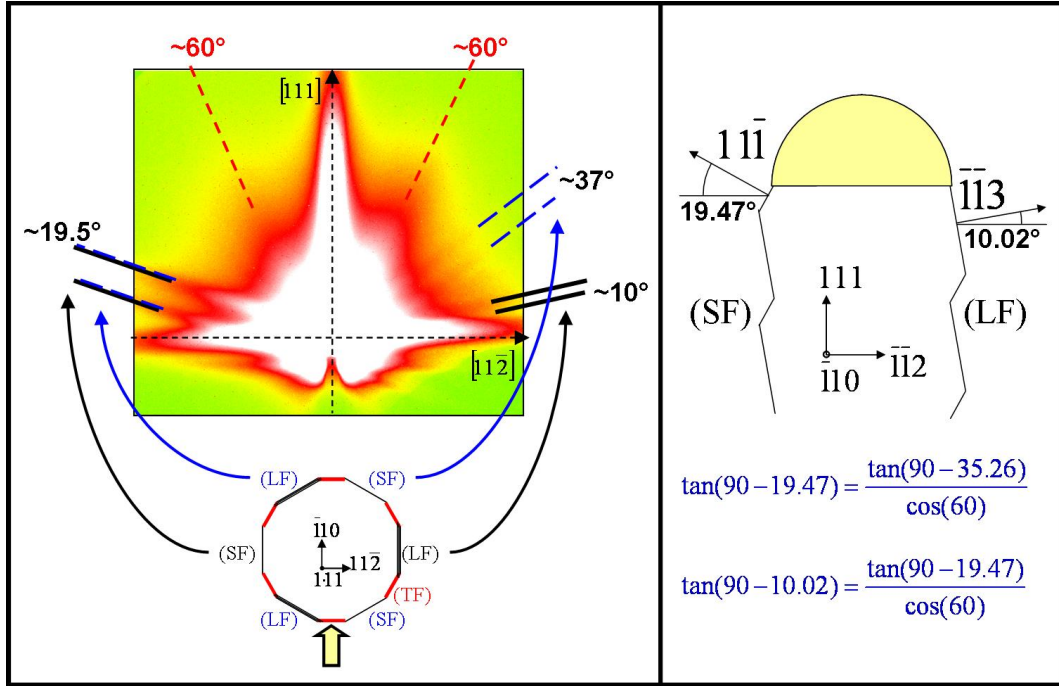 ~60°
~60°
[111]
~37°
~19.5°
~10°
[112̄]
(LF)
(SF)
1̄10
(SF)
112̄
(LF)
111
(TF)
(LF)
(SF)
111̄
1̄1̄3
19.47°
10.02°
111
(SF)
(LF)
1̄1̄2
1̄10
tan(90−19.47) = tan(90−35.26) / cos(60)
tan(90−10.02) = tan(90−19.47) / cos(60)